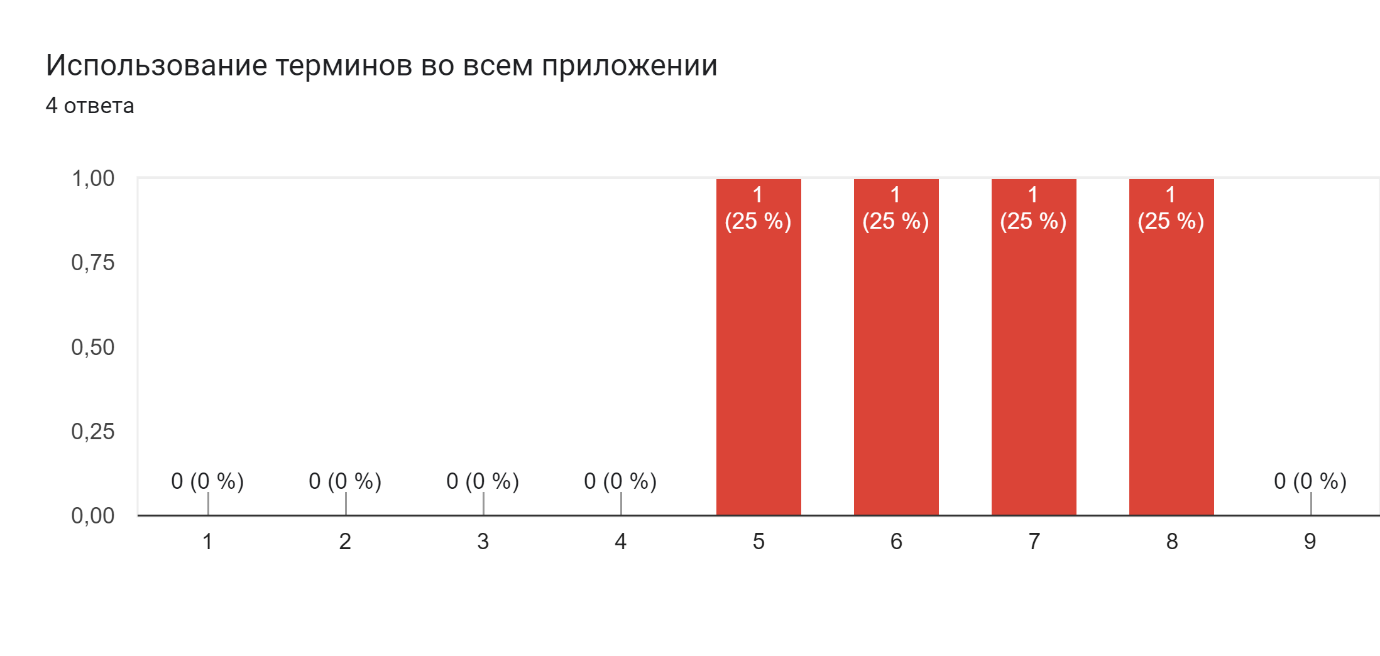 Использование терминов во всем приложении
4 ответа
1,00
0,75
0,50
0,25
0,00
1 (25 %)
1 (25 %)
1 (25 %)
1 (25 %)
0 (0 %) 0 (0 %) 0 (0 %) 0 (0 %) 0 (0 %)
1 2 3 4 5 6 7 8 9